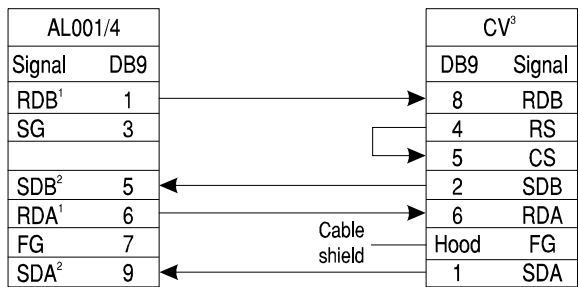 AL001/4 CV³
Signal DB9 DB9 Signal
RDB¹ 1 8 RDB
SG 3 4 RS
5 CS
SDB² 5 2 SDB
RDA¹ 6 6 RDA
Cable
shield
FG 7 Hood FG
SDA² 9 1 SDA